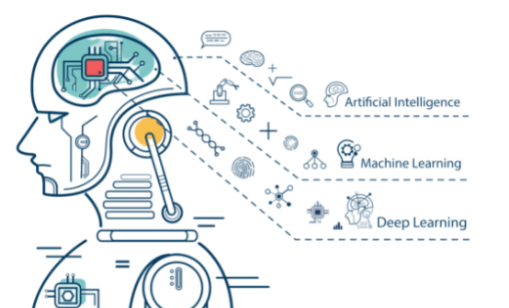 Artificial Intelligence
Machine Learning
Deep Learning